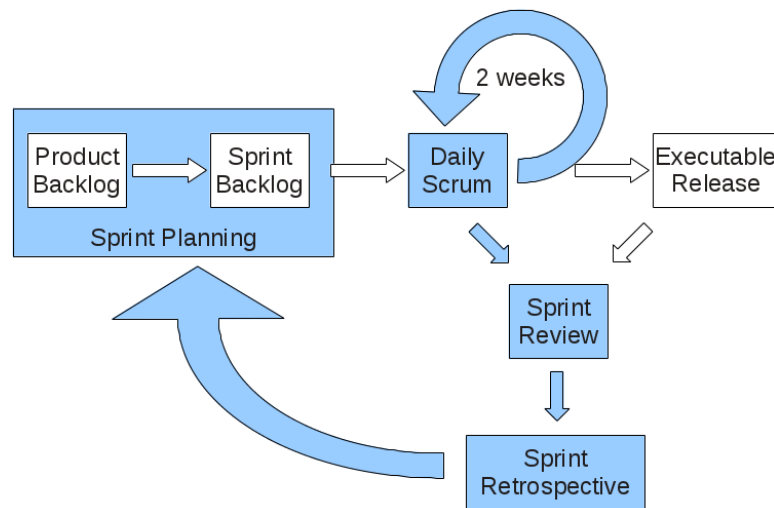 2 weeks
Product
Backlog
Sprint
Backlog
Sprint Planning
Daily
Scrum
Executable
Release
Sprint
Review
Sprint
Retrospective